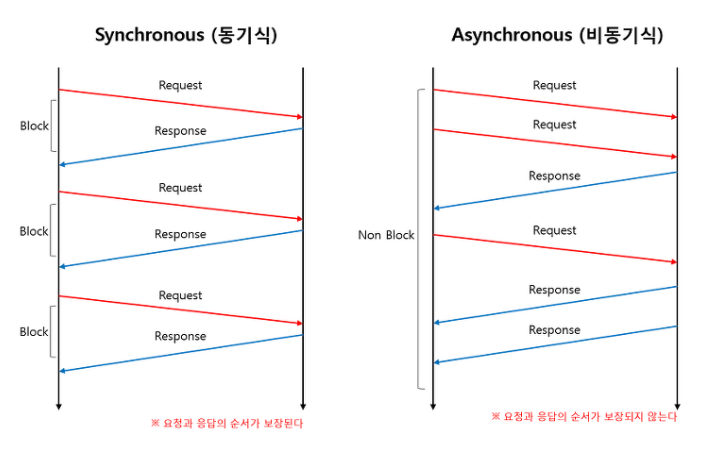 Synchronous (동기식)
Request
Block
Response
Request
Block
Response
Request
Block
Response
※ 요청과 응답의 순서가 보장된다
Asynchronous (비동기식)
Request
Request
Response
Non Block
Request
Response
Response
※ 요청과 응답의 순서가 보장되지 않는다